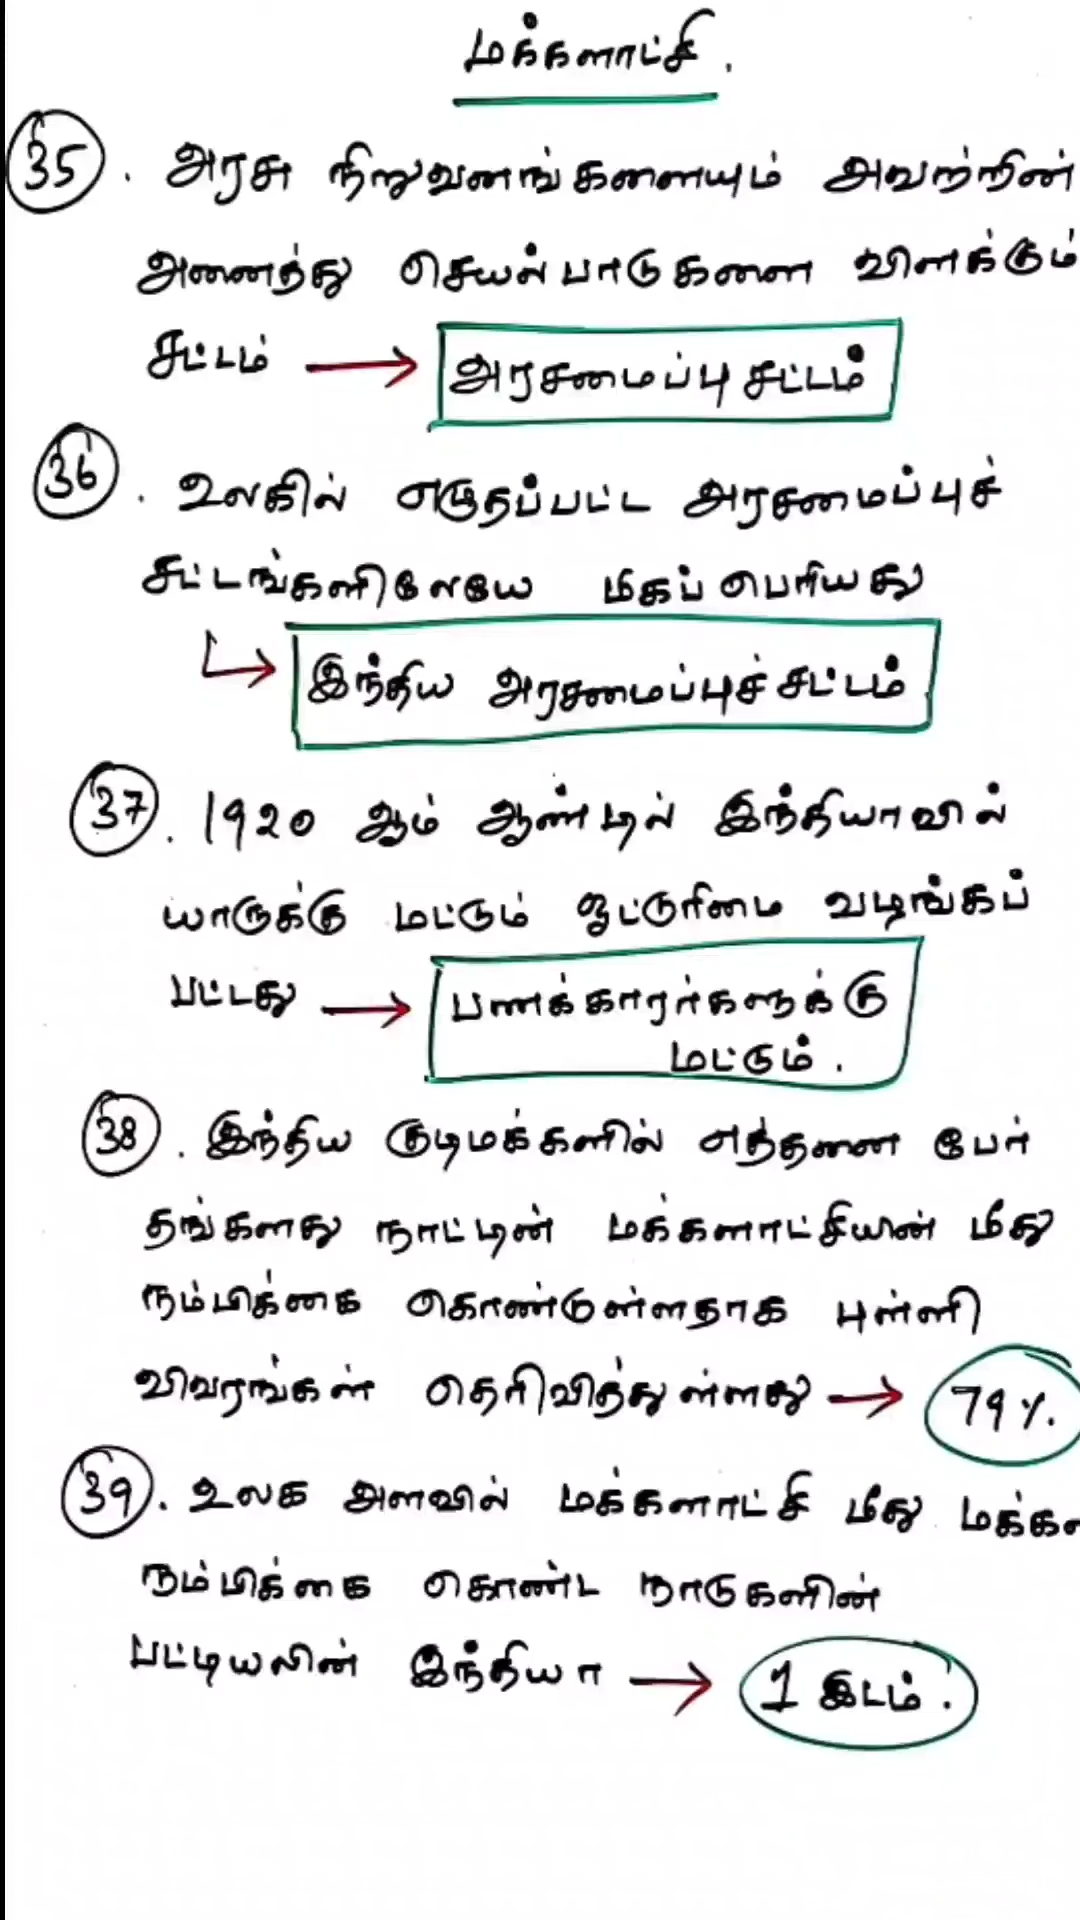 மக்களாட்சி.
35. அரசு நிறுவனங்களையும் அவற்றின்
அனைத்து செயல்பாடுகளை விளக்கும்
சட்டம் → அரசமைப்பு சட்டம்
36. உலகில் எழுதப்பட்ட அரசமைப்புச்
சட்டங்களிலேயே மிகப் பெரியது
→ இந்திய அரசமைப்புச் சட்டம்
37. 1920 ஆம் ஆண்டில் இந்தியாவில்
யாருக்கு மட்டும் ஓட்டுரிமை வழங்கப்
பட்டது → பணக்காரர்களுக்கு
மட்டும்.
38. இந்திய குடிமக்களில் எத்தனை பேர்
தங்களது நாட்டின் மக்களாட்சியின் மீது
நம்பிக்கை கொண்டுள்ளதாக புள்ளி
விவரங்கள் தெரிவித்துள்ளது → 79%.
39. உலக அளவில் மக்களாட்சி மீது மக்கள
நம்பிக்கை கொண்ட நாடுகளின்
பட்டியலின் இந்தியா → 1 இடம்.